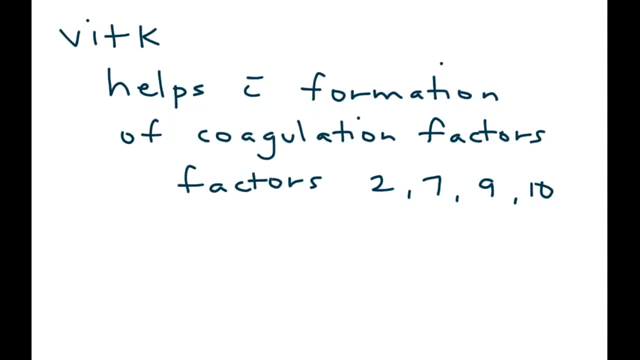 vit K
helps c̄ formation
of coagulation factors
factors 2, 7, 9, 10